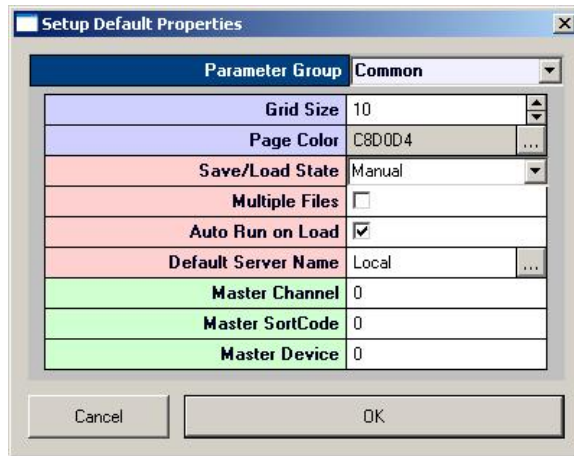 Setup Default Properties
Parameter Group Common
Grid Size 10
Page Color C8D0D4 ...
Save/Load State Manual
Multiple Files
Auto Run on Load
Default Server Name Local ...
Master Channel 0
Master SortCode 0
Master Device 0
Cancel OK